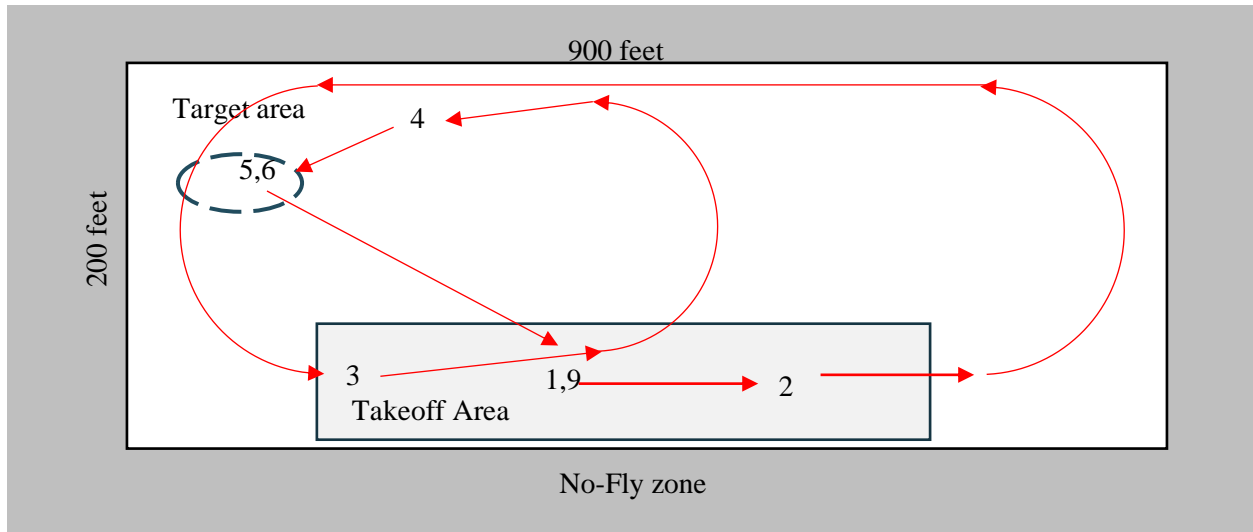 900 feet
Target area
4
5,6
200 feet
3
1,9
2
Takeoff Area
No-Fly zone